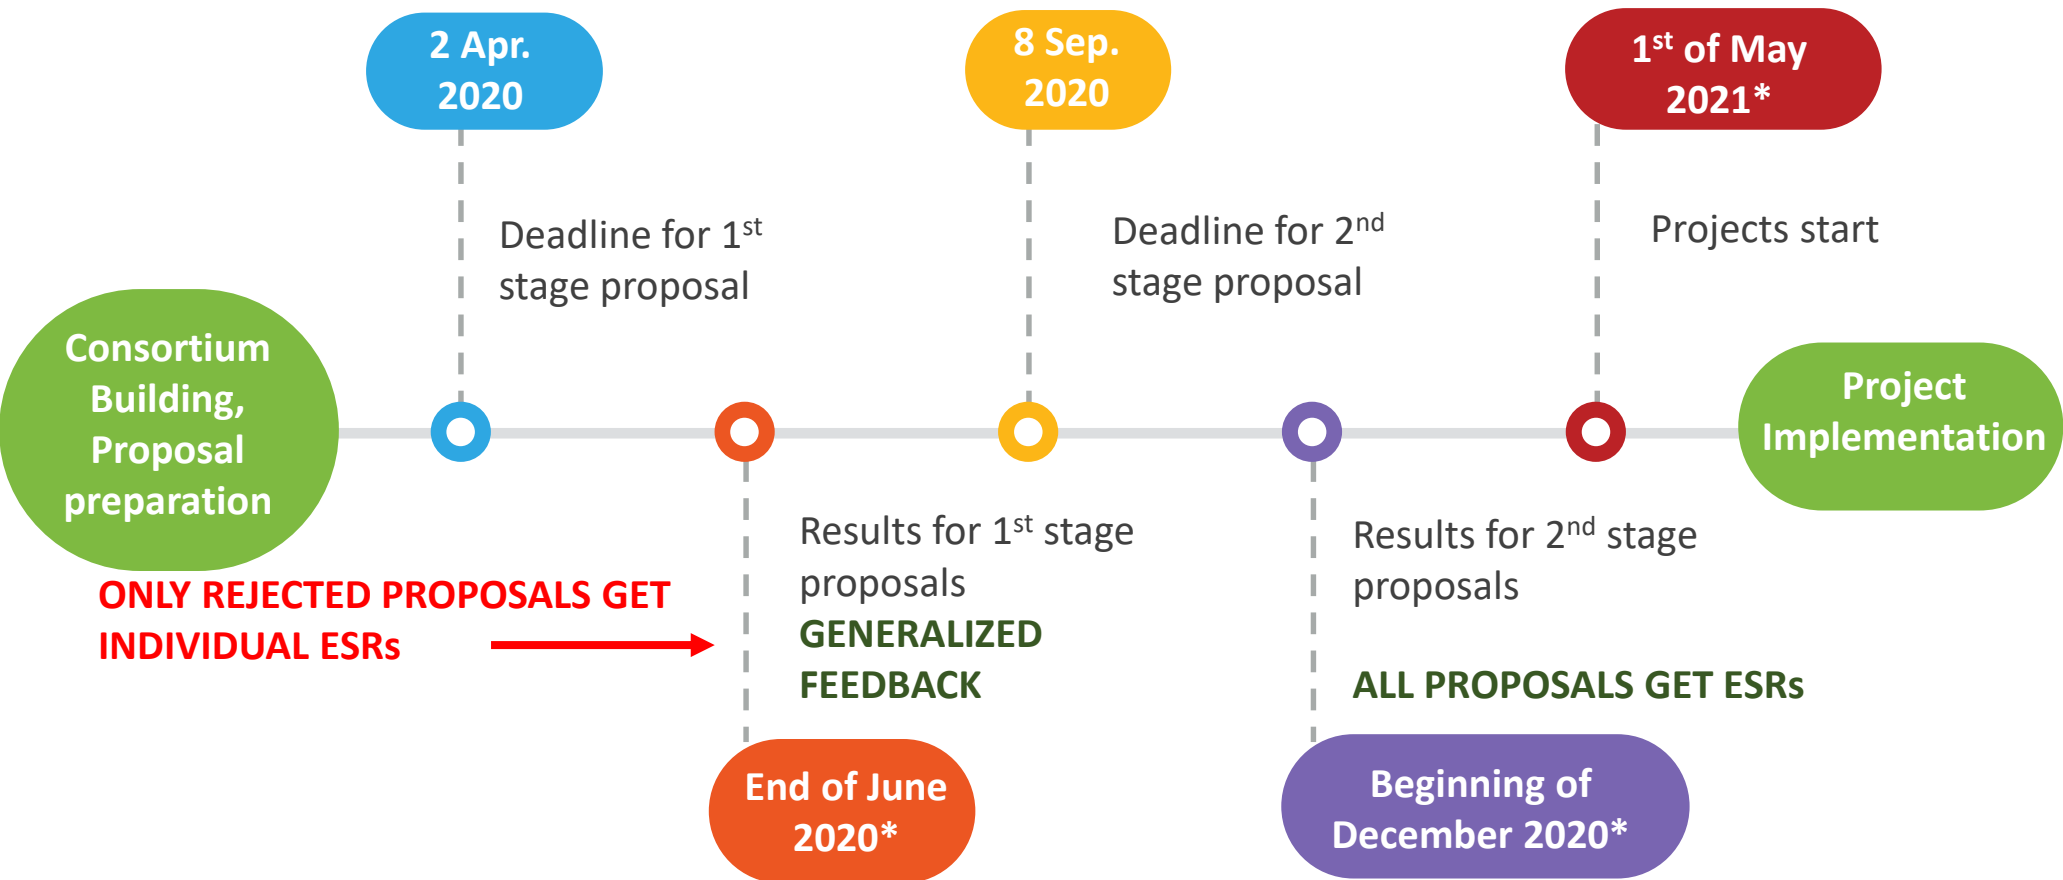 2 Apr.
2020
8 Sep.
2020
1st of May
2021*
Deadline for 1st
stage proposal
Deadline for 2nd
stage proposal
Projects start
Consortium
Building,
Proposal
preparation
Project
Implementation
ONLY REJECTED PROPOSALS GET
INDIVIDUAL ESRs
Results for 1st stage
proposals
GENERALIZED
FEEDBACK
Results for 2nd stage
proposals
ALL PROPOSALS GET ESRs
End of June
2020*
Beginning of
December 2020*